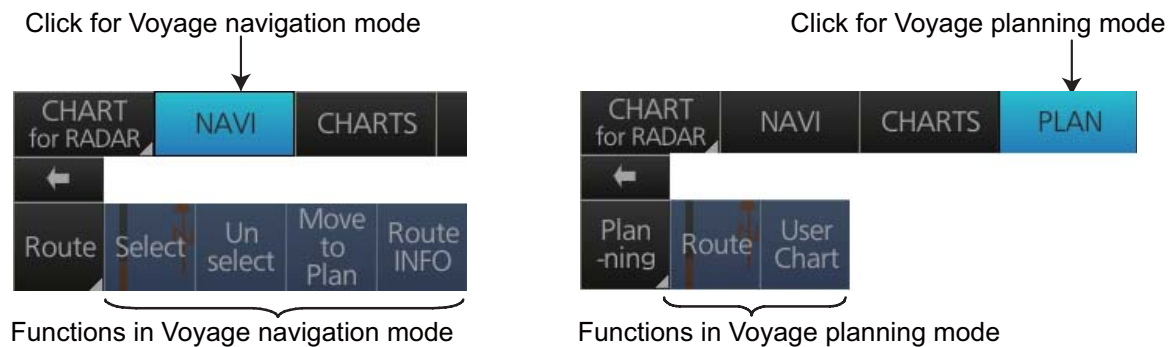 Click for Voyage navigation mode
CHART
for RADAR
NAVI
CHARTS
Route
Select
Un
select
Move
to
Plan
Route
INFO
Functions in Voyage navigation mode
Click for Voyage planning mode
CHART
for RADAR
NAVI
CHARTS
PLAN
Plan
-ning
Route
User
Chart
Functions in Voyage planning mode